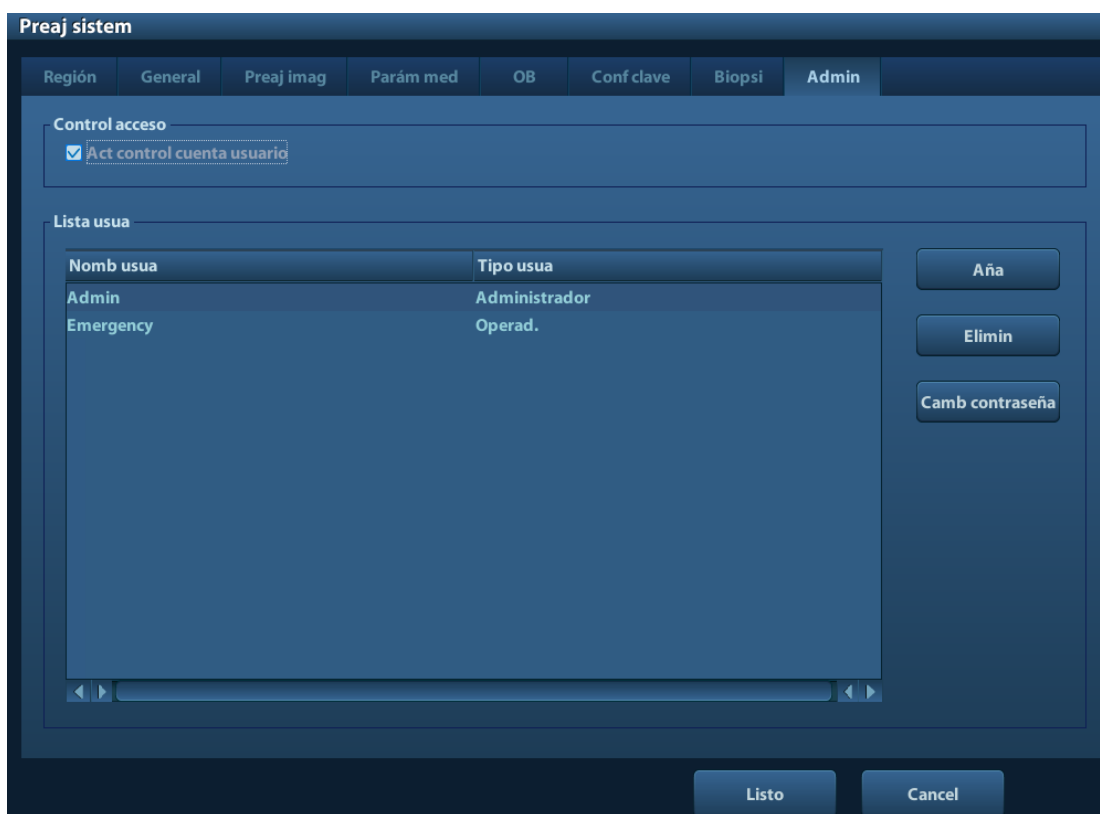 Preaj sistem
Región General Preaj imag Parám med OB Conf clave Biopsi Admin
Control acceso
Act control cuenta usuario
Lista usua
Nomb usua Tipo usua
Aña
Admin Administrador
Emergency Operad.
Elimin
Camb contraseña
Listo Cancel